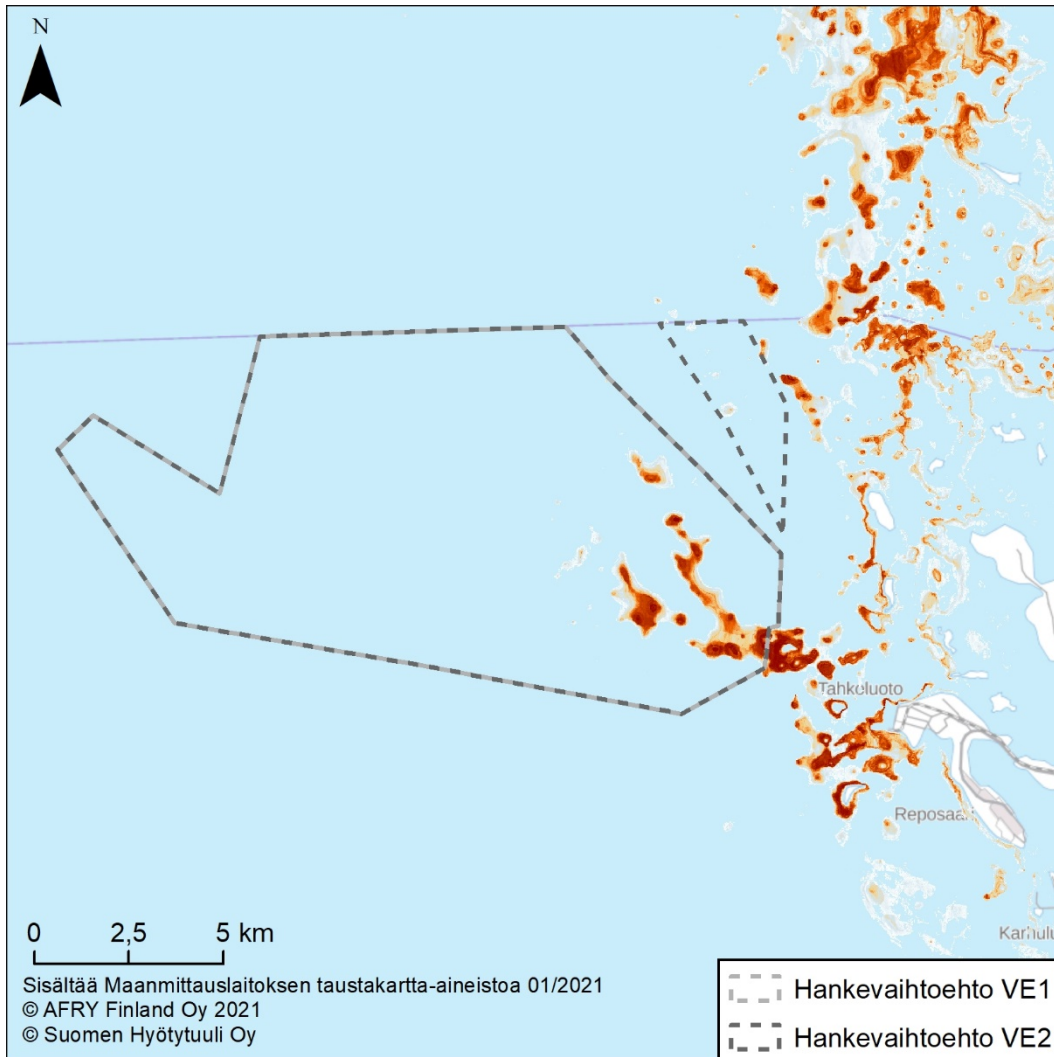 N
Tahkeluoto
Reposaari
Karhulu
0 2,5 5 km
Sisältää Maanmittauslaitoksen taustakartta-aineistoa 01/2021
© AFRY Finland Oy 2021
© Suomen Hyötytuuli Oy
Hankevaihtoehto VE1
Hankevaihtoehto VE2